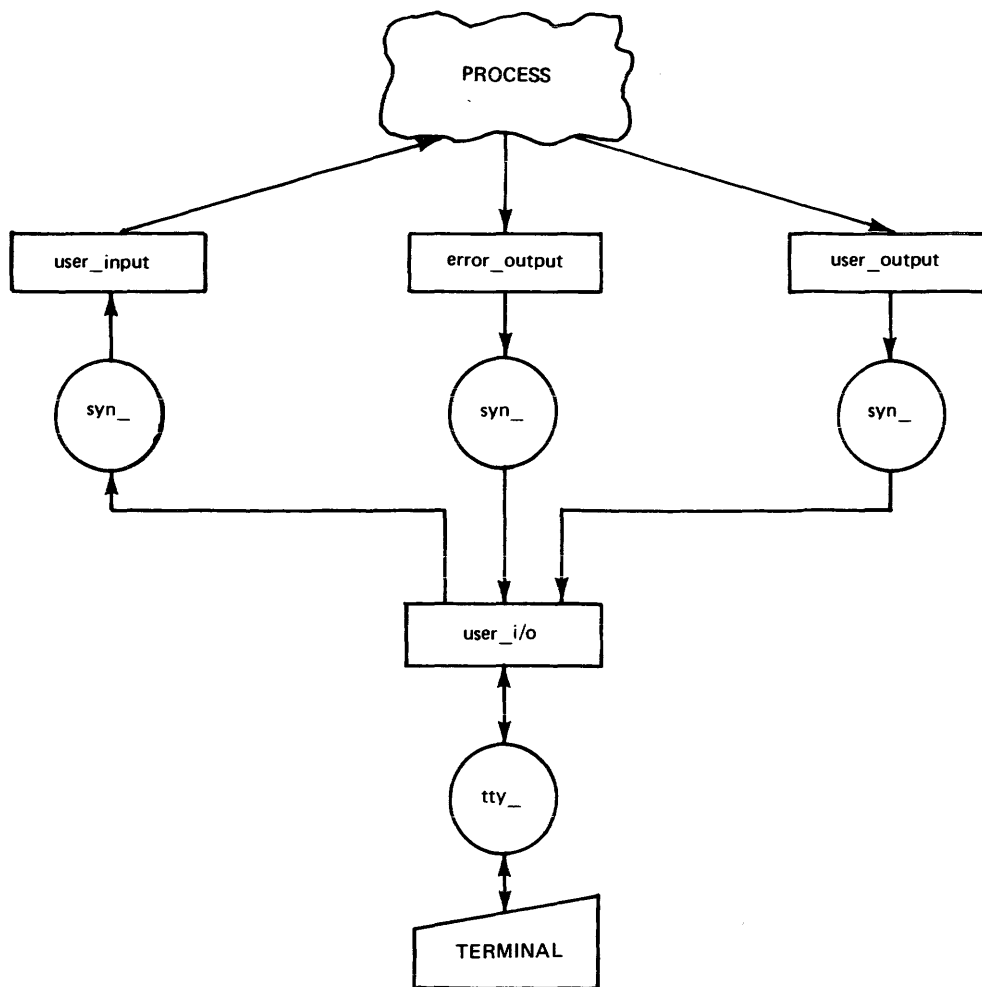 PROCESS
user_input
error_output
user_output
syn_
syn_
syn_
user_i/o
tty_
TERMINAL